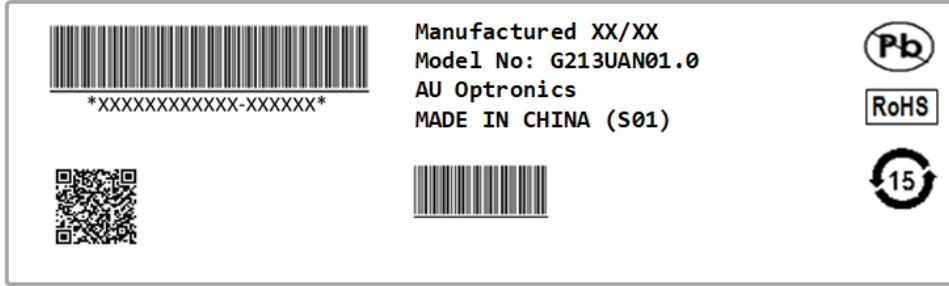 Manufactured XX/XX
Model No: G213UAN01.0
AU Optronics
MADE IN CHINA (S01)
*XXXXXXXXXXXX-XXXXXX*
Pb
RoHS
15